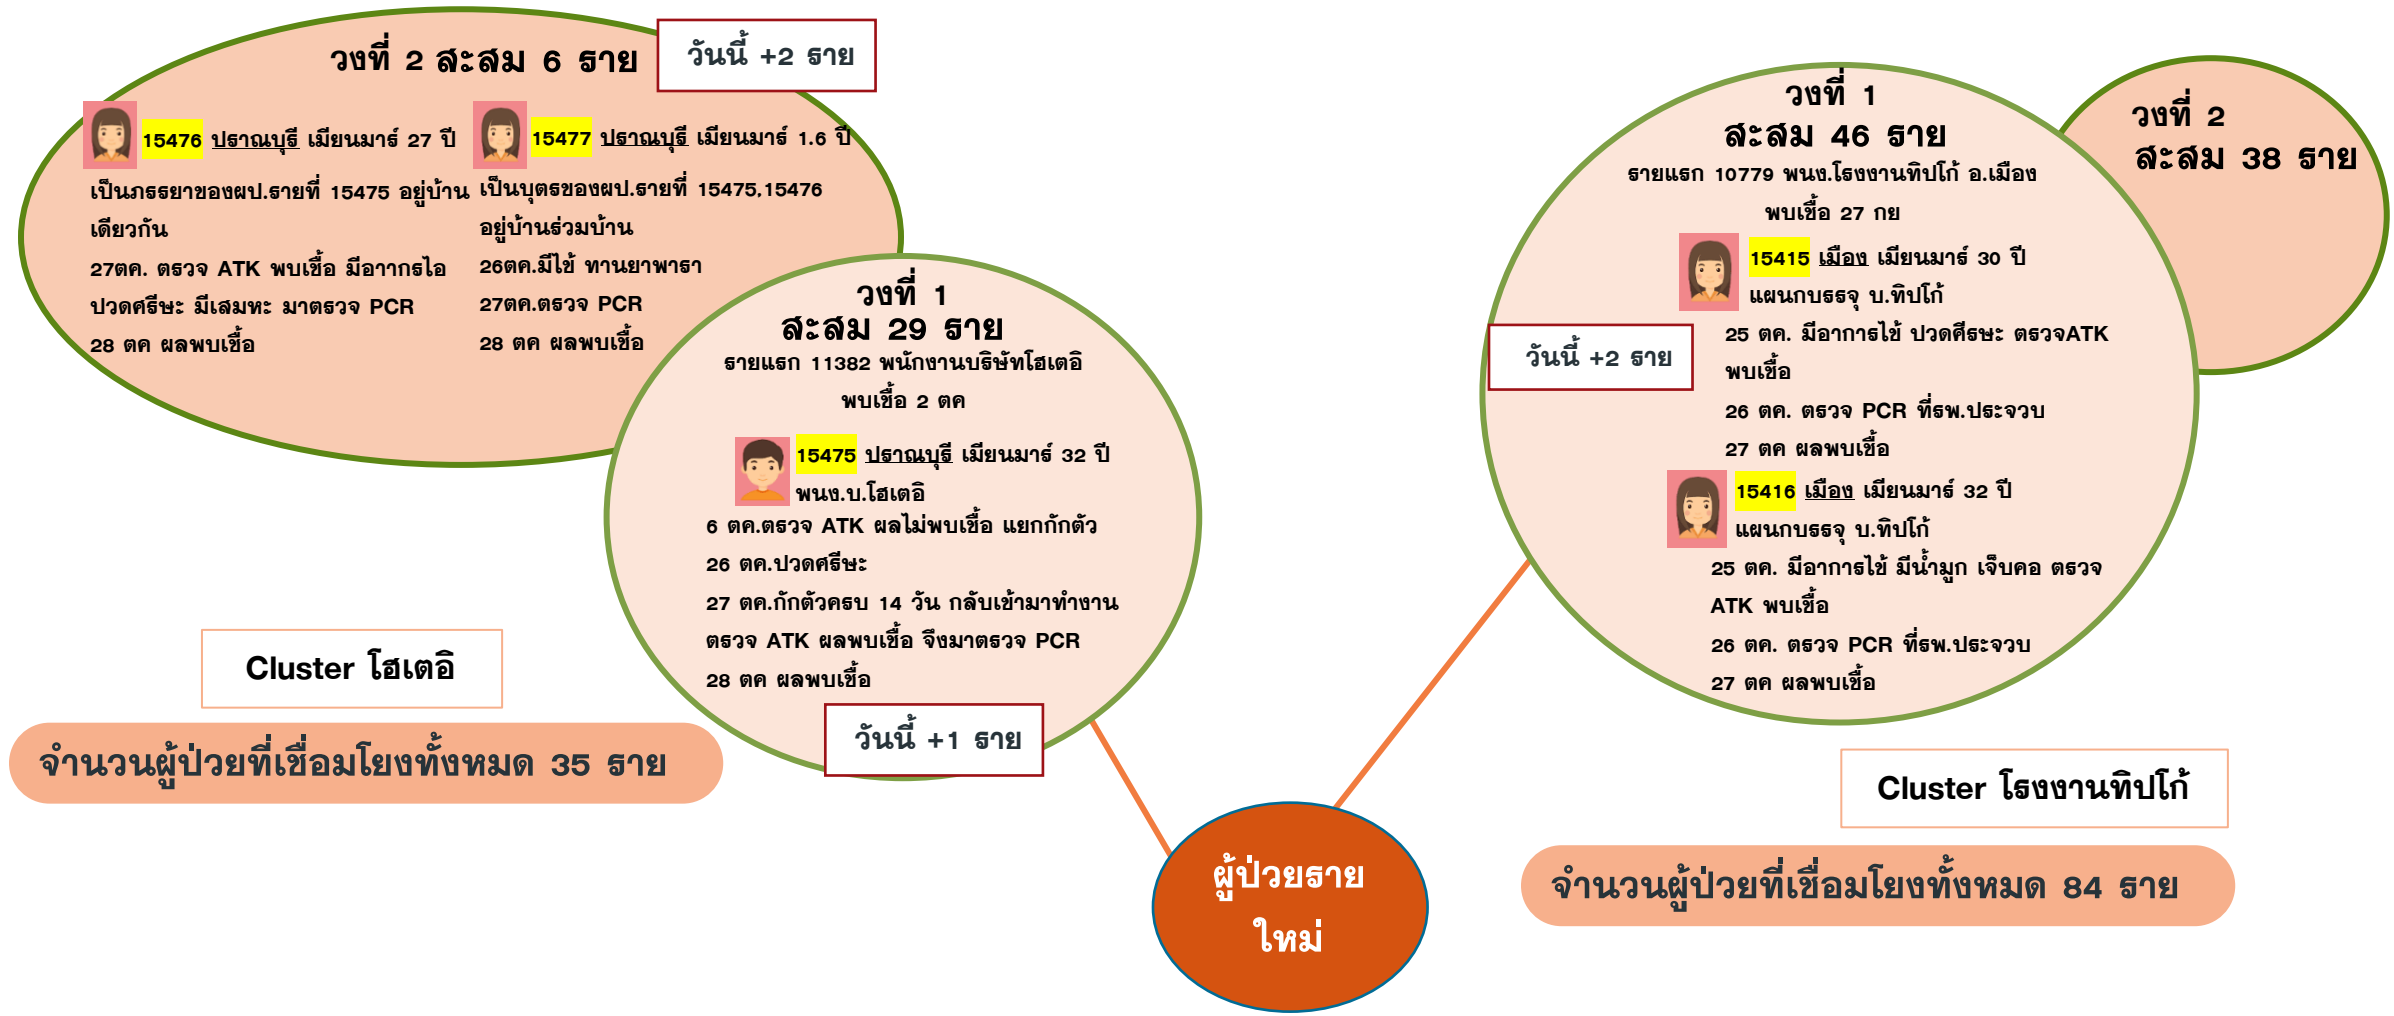 วงที่ 2 สะสม 6 ราย
วันนี้ +2 ราย
15476 ปราณบุรี เมียนมาร์ 27 ปี
เป็นภรรยาของผป.รายที่ 15475 อยู่บ้าน
เดียวกัน
27ตค. ตรวจ ATK พบเชื้อ มีอาากรไอ
ปวดศรีษะ มีเสมหะ มาตรวจ PCR
28 ตค ผลพบเชื้อ
15477 ปราณบุรี เมียนมาร์ 1.6 ปี
เป็นบุตรของผป.รายที่ 15475,15476
อยู่บ้านร่วมบ้าน
26ตค.มีไข้ ทานยาพารา
27ตค.ตรวจ PCR
28 ตค ผลพบเชื้อ
วงที่ 1
สะสม 29 ราย
รายแรก 11382 พนักงานบริษัทโฮเตอิ
พบเชื้อ 2 ตค
15475 ปราณบุรี เมียนมาร์ 32 ปี
พนง.บ.โฮเตอิ
6 ตค.ตรวจ ATK ผลไม่พบเชื้อ แยกกักตัว
26 ตค.ปวดศรีษะ
27 ตค.กักตัวครบ 14 วัน กลับเข้ามาทำงาน
ตรวจ ATK ผลพบเชื้อ จึงมาตรวจ PCR
28 ตค ผลพบเชื้อ
วันนี้ +1 ราย
Cluster โฮเตอิ
จำนวนผู้ป่วยที่เชื่อมโยงทั้งหมด 35 ราย
วงที่ 1
สะสม 46 ราย
รายแรก 10779 พนง.โรงงานทิปโก้ อ.เมือง
พบเชื้อ 27 กย
15415 เมือง เมียนมาร์ 30 ปี
แผนกบรรจุ บ.ทิปโก้
25 ตค. มีอาการไข้ ปวดศีรษะ ตรวจATK
พบเชื้อ
26 ตค. ตรวจ PCR ที่รพ.ประจวบ
27 ตค ผลพบเชื้อ
วันนี้ +2 ราย
15416 เมือง เมียนมาร์ 32 ปี
แผนกบรรจุ บ.ทิปโก้
25 ตค. มีอาการไข้ มีน้ำมูก เจ็บคอ ตรวจ
ATK พบเชื้อ
26 ตค. ตรวจ PCR ที่รพ.ประจวบ
27 ตค ผลพบเชื้อ
วงที่ 2
สะสม 38 ราย
Cluster โรงงานทิปโก้
จำนวนผู้ป่วยที่เชื่อมโยงทั้งหมด 84 ราย
ผู้ป่วยราย
ใหม่